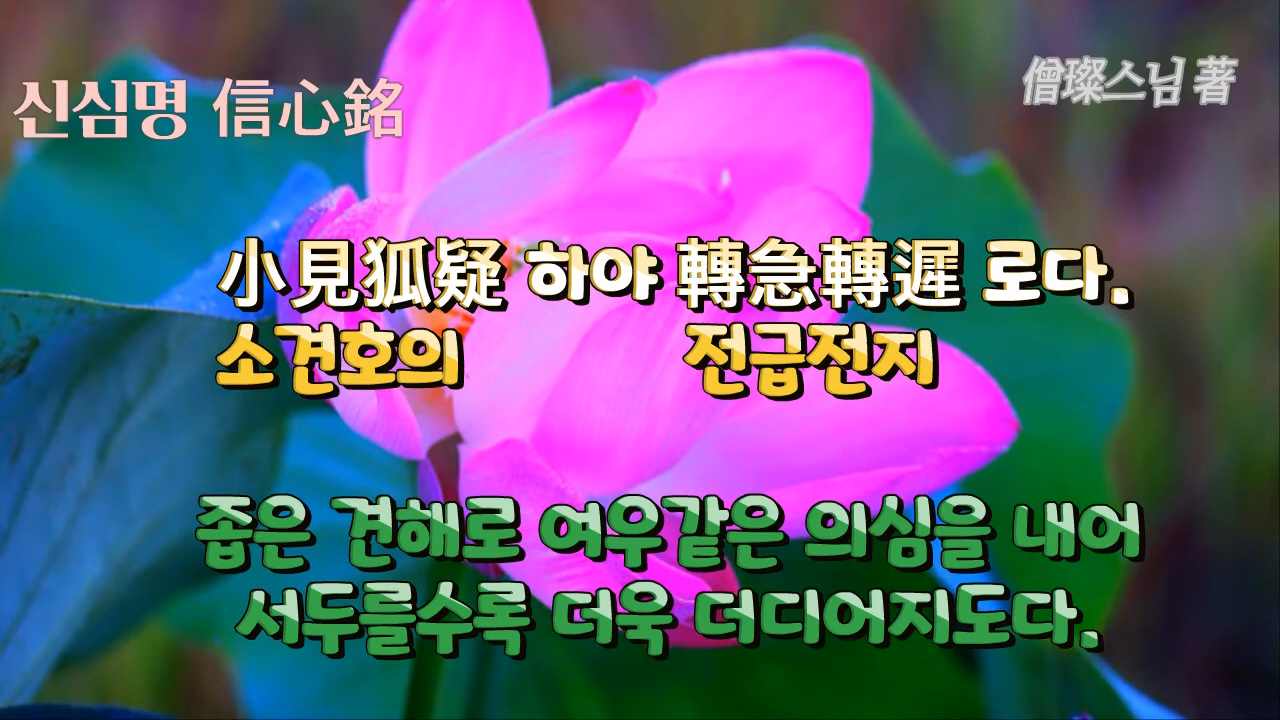 신심명 信心銘
僧璨스님 著
小見狐疑 하야 轉急轉遲 로다.
소견호의 전급전지
좁은 견해로 여우같은 의심을 내어
서두를수록 더욱 더디어지도다.